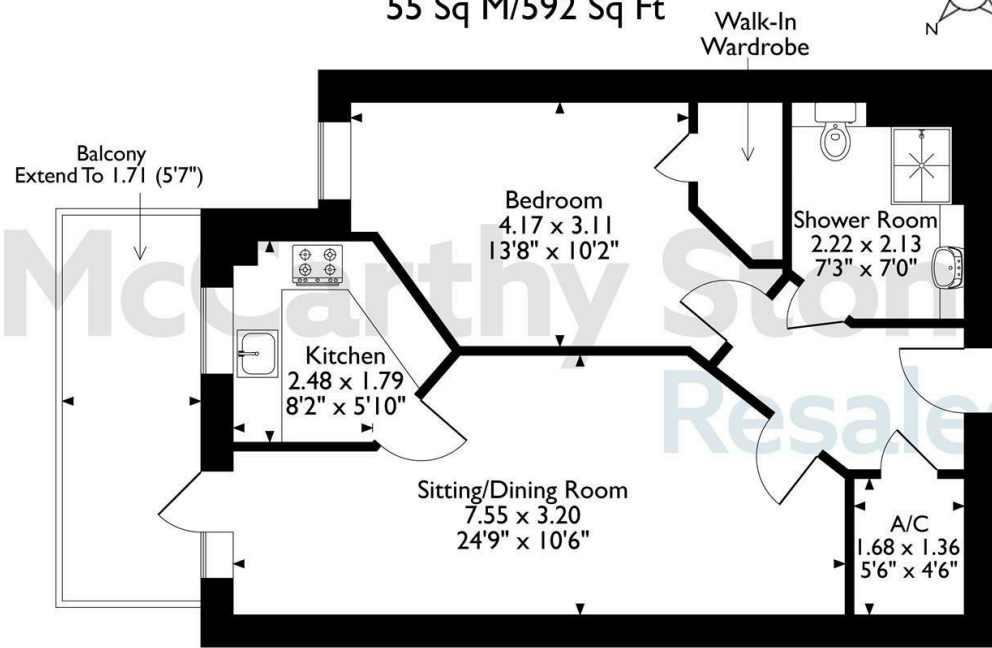 55 Sq M/592 Sq Ft
N
Walk-In
Wardrobe
Balcony
Extend To 1.71 (5'7")
Bedroom
4.17 x 3.11
13'8" x 10'2"
Shower Room
2.22 x 2.13
7'3" x 7'0"
McCarthy Ston
Resales
Kitchen
2.48 x 1.79
8'2" x 5'10"
Sitting/Dining Room
7.55 x 3.20
24'9" x 10'6"
A/C
1.68 x 1.36
5'6" x 4'6"